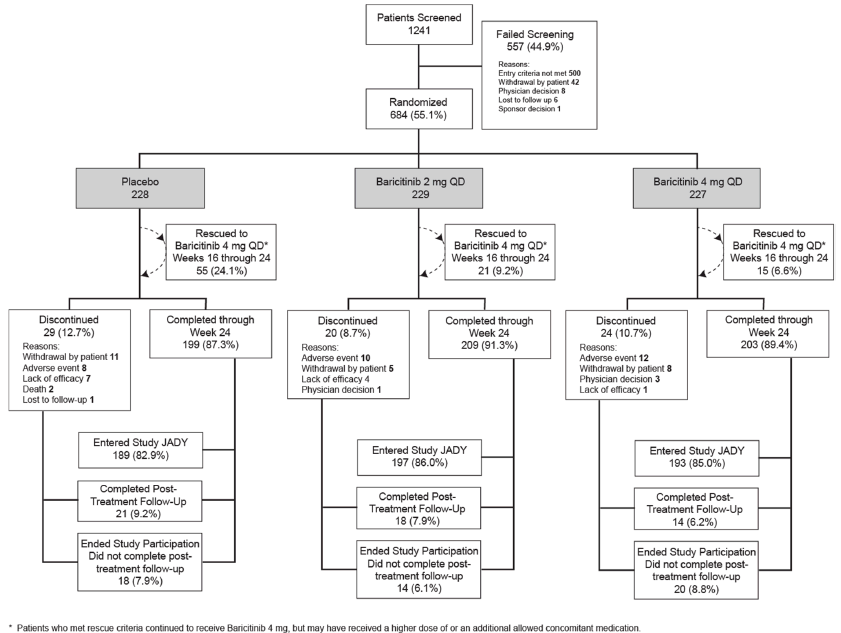 Patients Screened
1241
Failed Screening
557 (44.9%)
Reasons:
Entry criteria not met 500
Withdrawal by patient 42
Physician decision 8
Lost to follow up 6
Sponsor decision 1
Randomized
684 (55.1%)
Placebo
228
Baricitinib 2 mg QD
229
Baricitinib 4 mg QD
227
Rescued to
Baricitinib 4 mg QD*
Weeks 16 through 24
55 (24.1%)
Rescued to
Baricitinib 4 mg QD*
Weeks 16 through 24
21 (9.2%)
Rescued to
Baricitinib 4 mg QD*
Weeks 16 through 24
15 (6.6%)
Discontinued
29 (12.7%)
Reasons:
Withdrawal by patient 11
Adverse event 8
Lack of efficacy 7
Death 2
Lost to follow-up 1
Completed through
Week 24
199 (87.3%)
Discontinued
20 (8.7%)
Reasons:
Adverse event 10
Withdrawal by patient 5
Lack of efficacy 4
Physician decision 1
Completed through
Week 24
209 (91.3%)
Discontinued
24 (10.7%)
Reasons:
Adverse event 12
Withdrawal by patient 8
Physician decision 3
Lack of efficacy 1
Completed through
Week 24
203 (89.4%)
Entered Study JADY
189 (82.9%)
Entered Study JADY
197 (86.0%)
Entered Study JADY
193 (85.0%)
Completed Post-
Treatment Follow-Up
21 (9.2%)
Completed Post-
Treatment Follow-Up
18 (7.9%)
Completed Post-
Treatment Follow-Up
14 (6.2%)
Ended Study Participation
Did not complete post-
treatment follow-up
18 (7.9%)
Ended Study Participation
Did not complete post-
treatment follow-up
14 (6.1%)
Ended Study Participation
Did not complete post-
treatment follow-up
20 (8.8%)
* Patients who met rescue criteria continued to receive Baricitinib 4 mg, but may have received a higher dose of or an additional allowed concomitant medication.